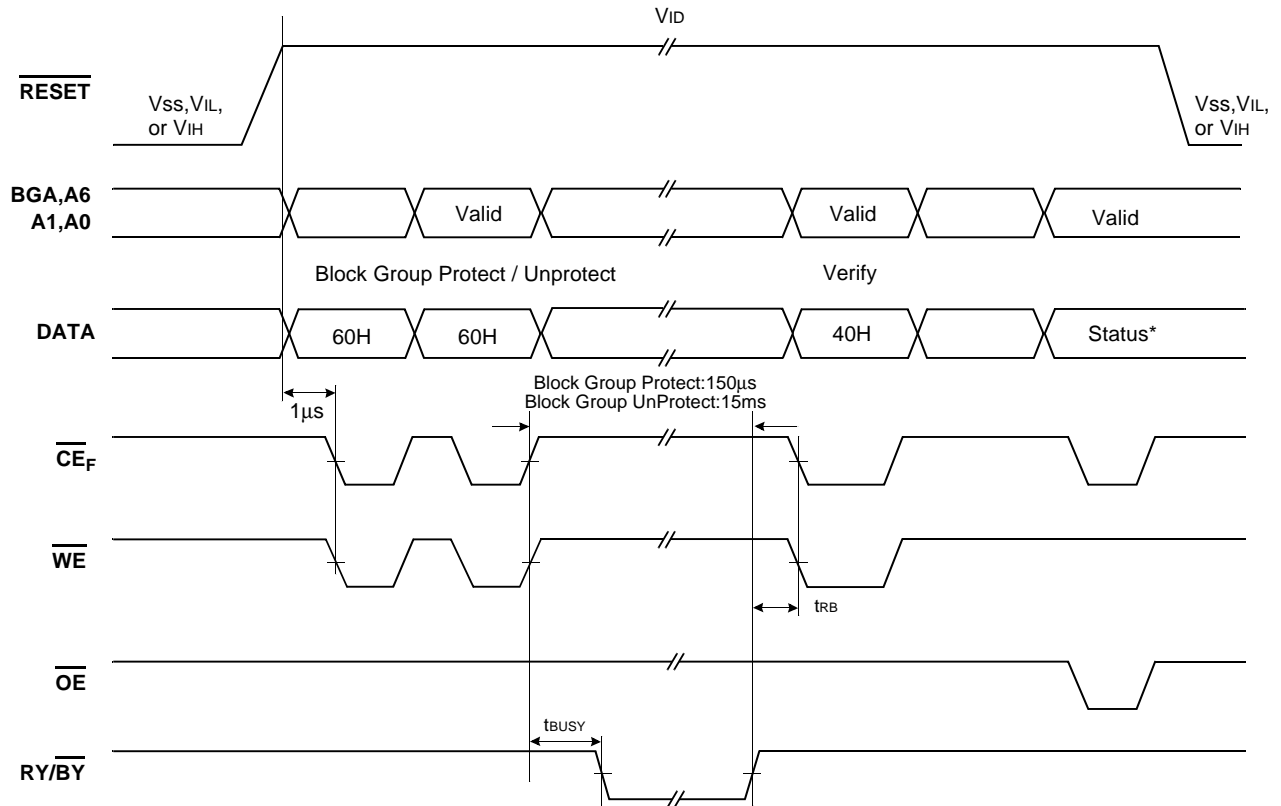 VID
RESET
Vss,VIL,
or VIH
Vss,VIL,
or VIH
BGA,A6
A1,A0
Valid
Valid
Valid
Block Group Protect / Unprotect
Verify
DATA
60H
60H
40H
Status*
Block Group Protect:150μs
Block Group UnProtect:15ms
1μs
CEF
WE
tRB
OE
tBUSY
RY/BY